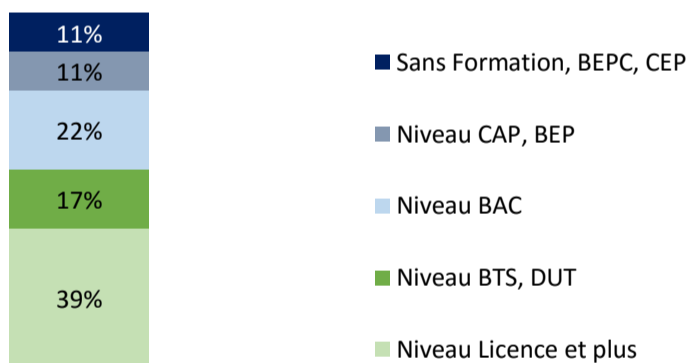 11%
11%
22%
17%
39%
Sans Formation, BEPC, CEP
Niveau CAP, BEP
Niveau BAC
Niveau BTS, DUT
Niveau Licence et plus